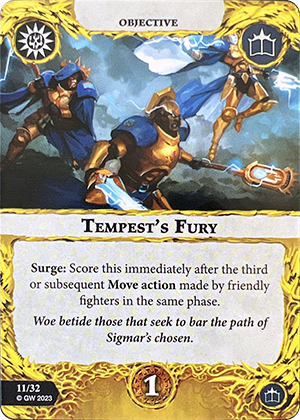 OBJECTIVE
TEMPEST'S FURY
Surge: Score this immediately after the third
or subsequent Move action made by friendly
fighters in the same phase.
Woe betide those that seek to bar the path of
Sigmar's chosen.
11/32
© GW 2023
1